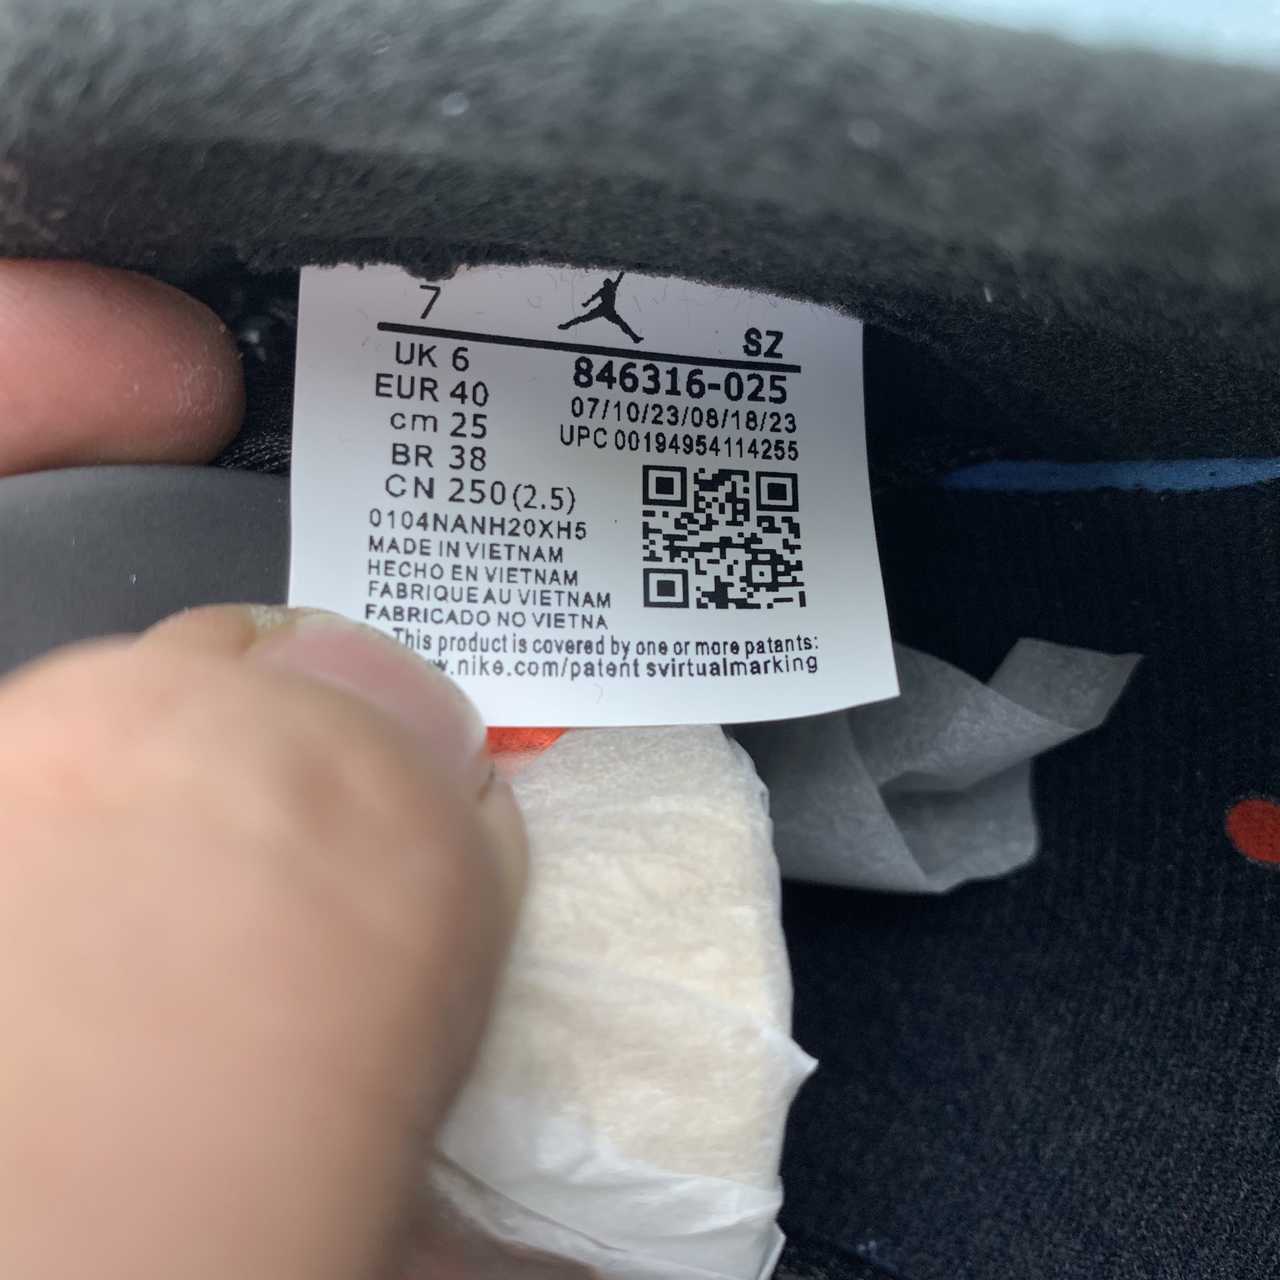 7 SZ
UK 6
EUR 40
cm 25
BR 38
CN 250(2.5)
846316-025
07/10/23/08/18/23
UPC 00194954114255
0104NANH20XH5
MADE IN VIETNAM
HECHO EN VIETNAM
FABRIQUE AU VIETNAM
FABRICADO NO VIETNA
This product is covered by one or more patents:
w.nike.com/patent svirtualmarking